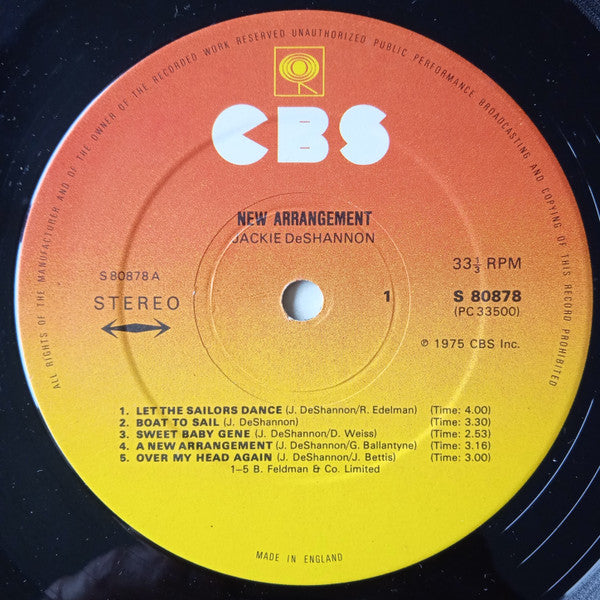 ALL RIGHTS OF THE MANUFACTURER AND OF THE OWNER OF THE RECORDED WORK RESERVED UNAUTHORIZED PUBLIC PERFORMANCE BROADCASTING AND COPYING OF THIS RECORD PROHIBITED
CBS
NEW ARRANGEMENT
JACKIE DeSHANNON
S 80878 A
STEREO
33⅓ RPM
1
S 80878
(PC 33500)
℗ 1975 CBS Inc.
1. LET THE SAILORS DANCE (J. DeShannon/R. Edelman) (Time: 4.00)
2. BOAT TO SAIL (J. DeShannon) (Time: 3.30)
3. SWEET BABY GENE (J. DeShannon/D. Weiss) (Time: 2.53)
4. A NEW ARRANGEMENT (J. DeShannon/G. Ballantyne) (Time: 3.16)
5. OVER MY HEAD AGAIN (J. DeShannon/J. Bettis) (Time: 3.00)
1–5 B. Feldman & Co. Limited
MADE IN ENGLAND